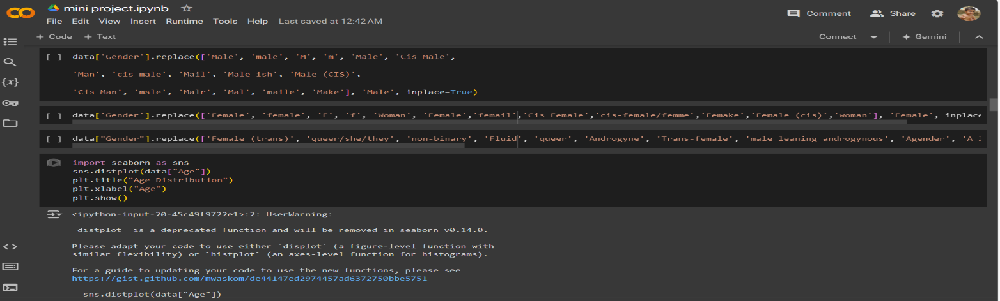 mini project.ipynb
File Edit View Insert Runtime Tools Help Last saved at 12:42 AM
Comment Share
+ Code + Text
Connect Gemini
[ ] data['Gender'].replace(['Male', 'male', 'M', 'm', 'Male', 'Cis Male',
'Man', 'cis male', 'Mail', 'Male-ish', 'Male (CIS)',
'Cis Man', 'msle', 'Malr', 'Mal', 'maile', 'Make'], 'Male', inplace=True)
[ ] data['Gender'].replace(['Female', 'female', 'F', 'f', 'Woman', 'Female','femail','Cis Female','cis-female/femme','Femake','Female (cis)','woman'], 'Female', inplace
[ ] data["Gender"].replace(['Female (trans)', 'queer/she/they', 'non-binary', 'Fluid', 'queer', 'Androgyne', 'Trans-female', 'male leaning androgynous', 'Agender', 'A
import seaborn as sns
sns.distplot(data["Age"])
plt.title("Age Distribution")
plt.xlabel("Age")
plt.show()
<ipython-input-20-45c49f9722e1>:2: UserWarning:
`distplot` is a deprecated function and will be removed in seaborn v0.14.0.
Please adapt your code to use either `displot` (a figure-level function with
similar flexibility) or `histplot` (an axes-level function for histograms).
For a guide to updating your code to use the new functions, please see
https://gist.github.com/mwaskom/de44147ed2974457ad6372750bbe5751
sns.distplot(data["Age"])